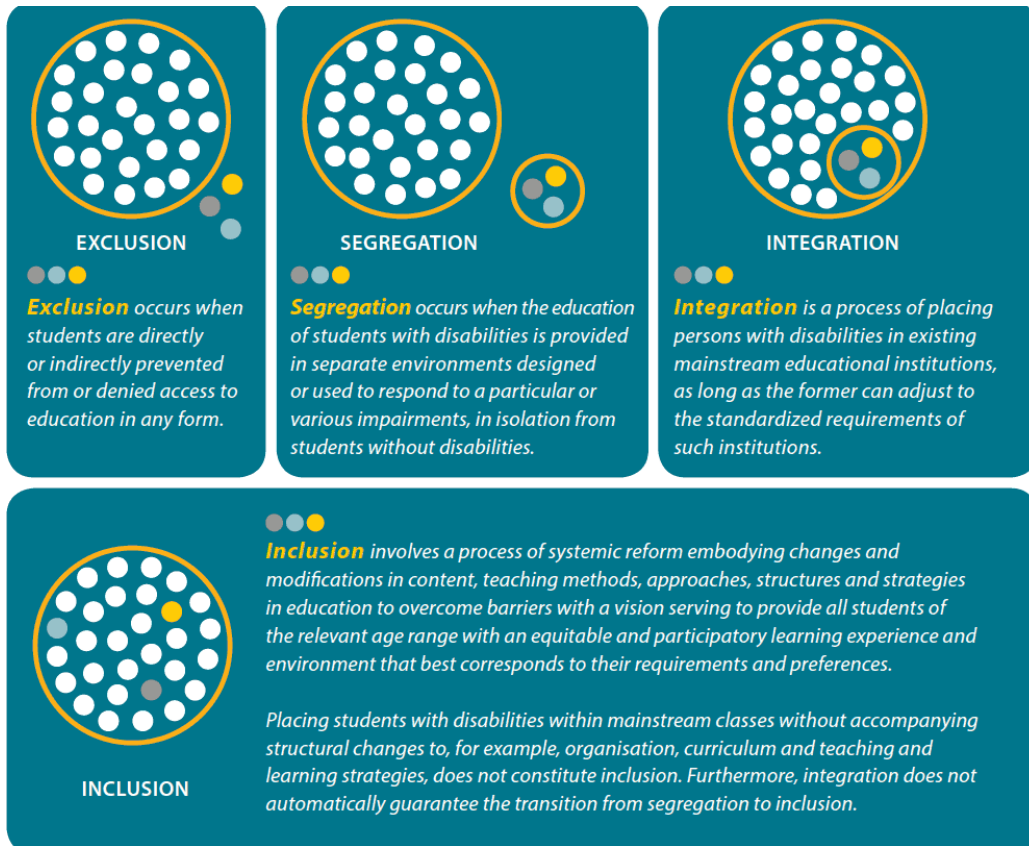 EXCLUSION
Exclusion occurs when
students are directly
or indirectly prevented
from or denied access to
education in any form.
SEGREGATION
Segregation occurs when the education
of students with disabilities is provided
in separate environments designed
or used to respond to a particular or
various impairments, in isolation from
students without disabilities.
INTEGRATION
Integration is a process of placing
persons with disabilities in existing
mainstream educational institutions,
as long as the former can adjust to
the standardized requirements of
such institutions.
INCLUSION
Inclusion involves a process of systemic reform embodying changes and
modifications in content, teaching methods, approaches, structures and strategies
in education to overcome barriers with a vision serving to provide all students of
the relevant age range with an equitable and participatory learning experience and
environment that best corresponds to their requirements and preferences.
Placing students with disabilities within mainstream classes without accompanying
structural changes to, for example, organisation, curriculum and teaching and
learning strategies, does not constitute inclusion. Furthermore, integration does not
automatically guarantee the transition from segregation to inclusion.